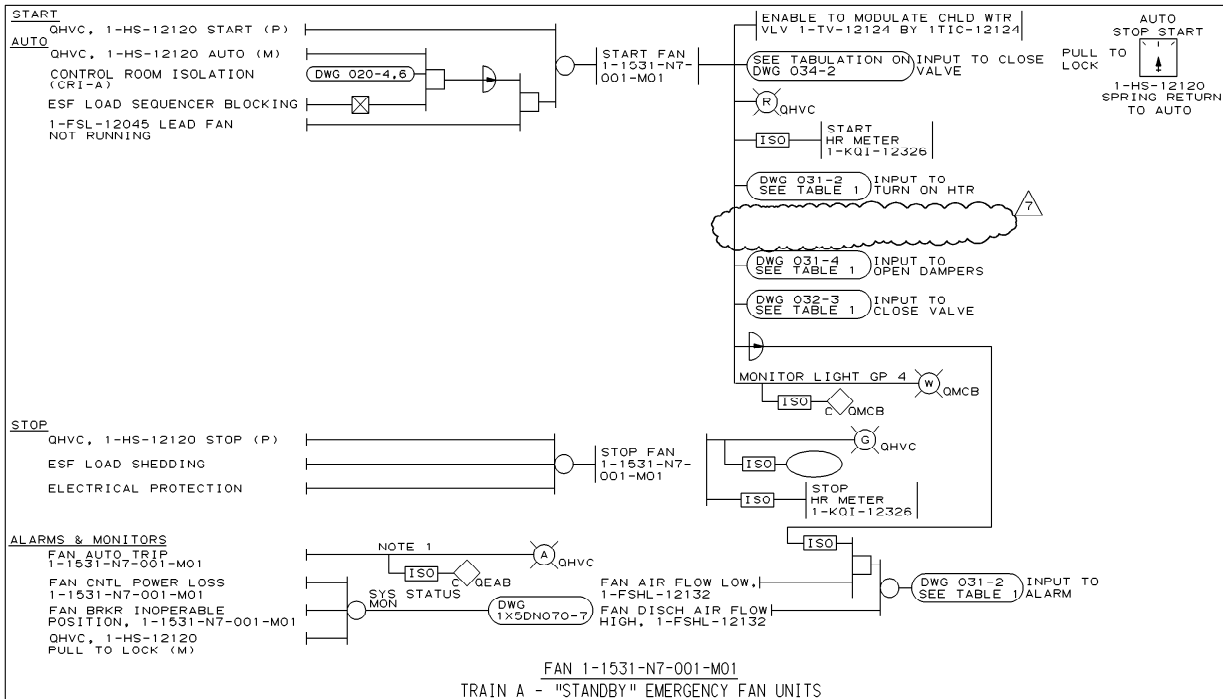 START
QHVC, 1-HS-12120 START (P)
AUTO
QHVC, 1-HS-12120 AUTO (M)
CONTROL ROOM ISOLATION
(CRI-A)
DWG 020-4,6
ESF LOAD SEQUENCER BLOCKING
1-FSL-12045 LEAD FAN
NOT RUNNING
START FAN
1-1531-N7-
001-M01
ENABLE TO MODULATE CHLD WTR
VLV 1-TV-12124 BY 1TIC-12124
SEE TABULATION ON
DWG 034-2
INPUT TO CLOSE
VALVE
R
QHVC
ISO
START
HR METER
1-KQI-12326
DWG 031-2
SEE TABLE 1
INPUT TO
TURN ON HTR
7
DWG 031-4
SEE TABLE 1
INPUT TO
OPEN DAMPERS
DWG 032-3
SEE TABLE 1
INPUT TO
CLOSE VALVE
MONITOR LIGHT GP 4
W
QMCB
ISO
C
QMCB
AUTO
STOP START
PULL TO
LOCK
1-HS-12120
SPRING RETURN
TO AUTO
STOP
QHVC, 1-HS-12120 STOP (P)
ESF LOAD SHEDDING
ELECTRICAL PROTECTION
STOP FAN
1-1531-N7-
001-M01
G
QHVC
ISO
ISO
STOP
HR METER
1-KQI-12326
ALARMS & MONITORS
FAN AUTO TRIP
1-1531-N7-001-M01
NOTE 1
A
QHVC
ISO
C
QEAB
FAN CNTL POWER LOSS
1-1531-N7-001-M01
FAN BRKR INOPERABLE
POSITION, 1-1531-N7-001-M01
QHVC, 1-HS-12120
PULL TO LOCK (M)
SYS STATUS
MON
DWG
1X5DN070-7
ISO
FAN AIR FLOW LOW,
1-FSHL-12132
FAN DISCH AIR FLOW
HIGH, 1-FSHL-12132
DWG 031-2
SEE TABLE 1
INPUT TO
ALARM
FAN 1-1531-N7-001-M01
TRAIN A - "STANDBY" EMERGENCY FAN UNITS